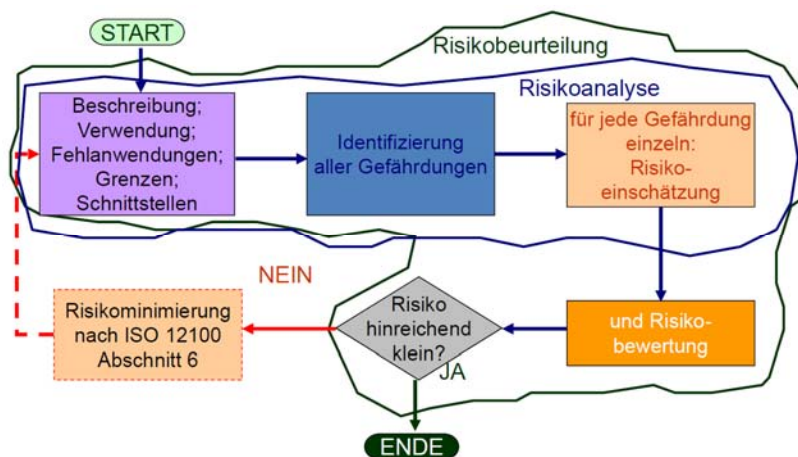 START
Risikobeurteilung
Risikoanalyse
Beschreibung;
Verwendung;
Fehlanwendungen;
Grenzen;
Schnittstellen
Identifizierung
aller Gefährdungen
für jede Gefährdung
einzeln:
Risiko-
einschätzung
NEIN
Risikominimierung
nach ISO 12100
Abschnitt 6
Risiko
hinreichend
klein?
und Risiko-
bewertung
JA
ENDE